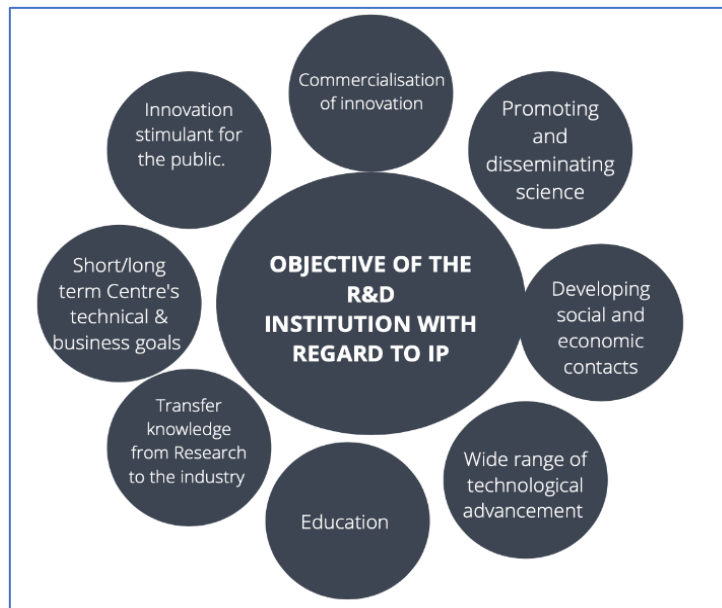 Commercialisation
of innovation
Promoting
and
disseminating
science
Developing
social and
economic
contacts
Wide range of
technological
advancement
Education
Transfer
knowledge
from Research
to the industry
Short/long
term Centre's
technical &
business goals
Innovation
stimulant for
the public.
OBJECTIVE OF THE
R&D
INSTITUTION WITH
REGARD TO IP